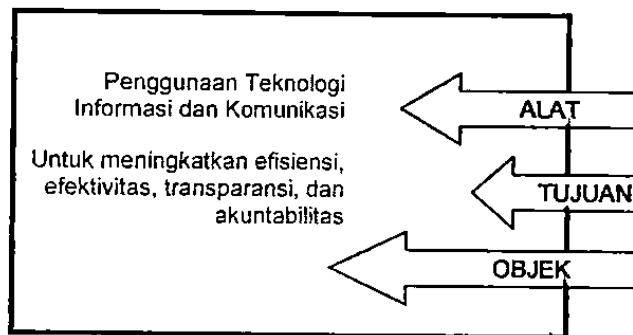 Penggunaan Teknologi
Informasi dan Komunikasi
ALAT
Untuk meningkatkan efisiensi,
efektivitas, transparansi, dan
akuntabilitas
TUJUAN
OBJEK